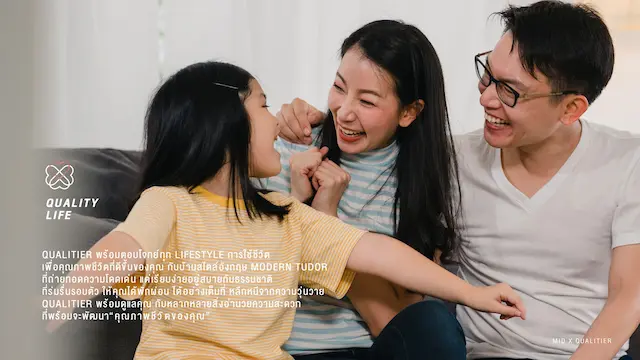 QUALITY
LIFE
QUALITIER พร้อมตอบโจทย์ทุก LIFESTYLE การใช้ชีวิต
เพื่อคุณภาพชีวิตที่ดีขึ้นของคุณ กับบ้านสไตล์อังกฤษ MODERN TUDOR
ที่ถ่ายทอดความโดดเด่น แต่เรียบง่ายอยู่สบายกับธรรมชาติ
ที่ร่มรื่นรอบตัว ให้คุณได้พักผ่อน ได้อย่างเต็มที่ หลีกหนีจากความวุ่นวาย
QUALITIER พร้อมดูแลคุณ กับหลากหลายสิ่งอำนวยความสะดวก
ที่พร้อมจะพัฒนา"คุณภาพชีวิตของคุณ"
MID X QUALITIER